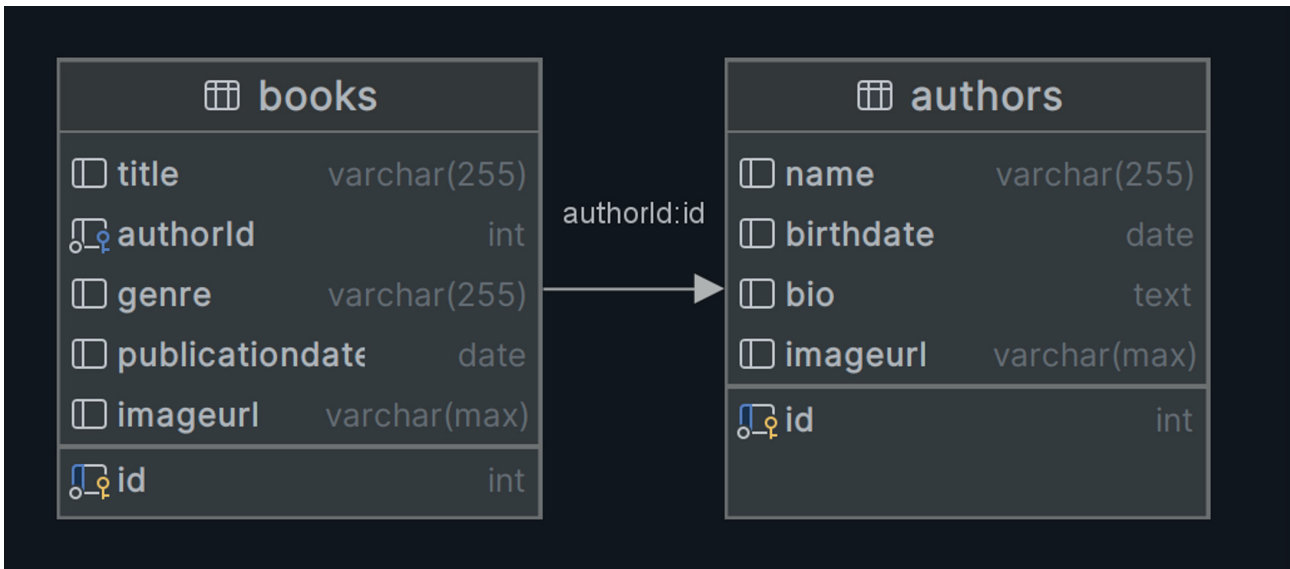 books
title varchar(255)
authorId int
genre varchar(255)
publicationdate date
imageurl varchar(max)
id int
authorId:id
authors
name varchar(255)
birthdate date
bio text
imageurl varchar(max)
id int